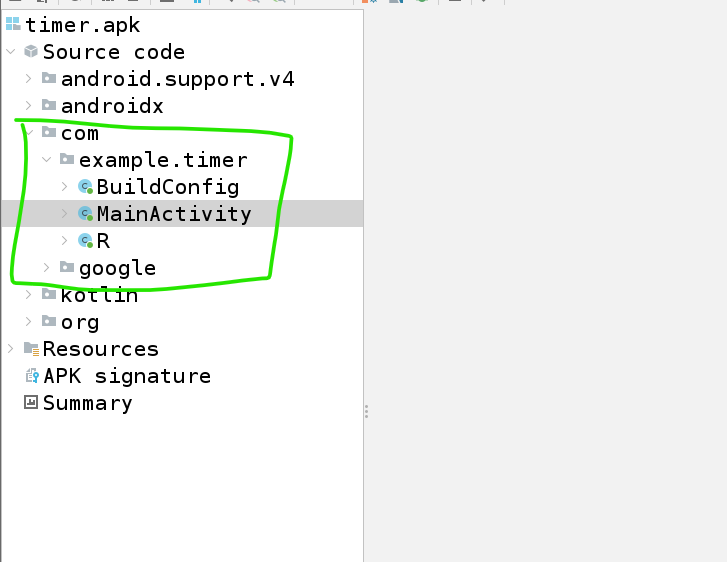 timer.apk
Source code
android.support.v4
androidx
com
example.timer
BuildConfig
MainActivity
R
google
kotlin
org
Resources
APK signature
Summary